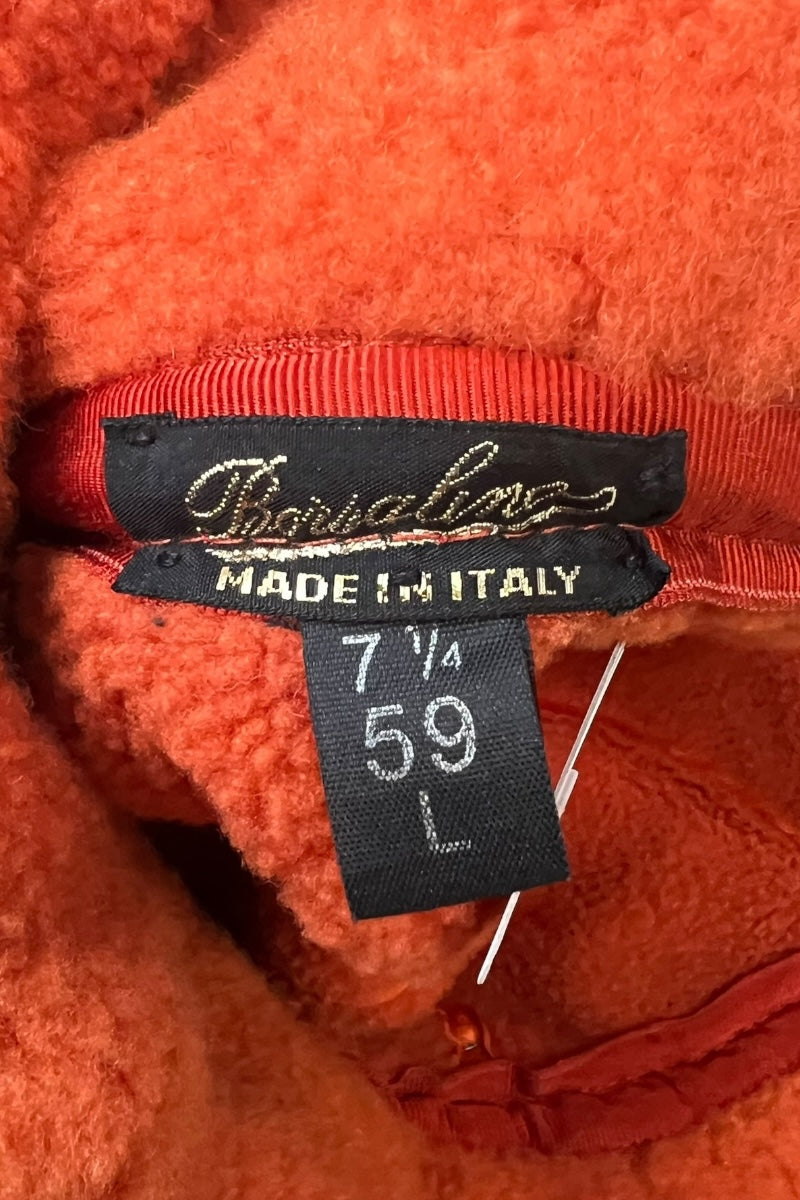 Borsalino
MADE IN ITALY
7 1/4
59
L